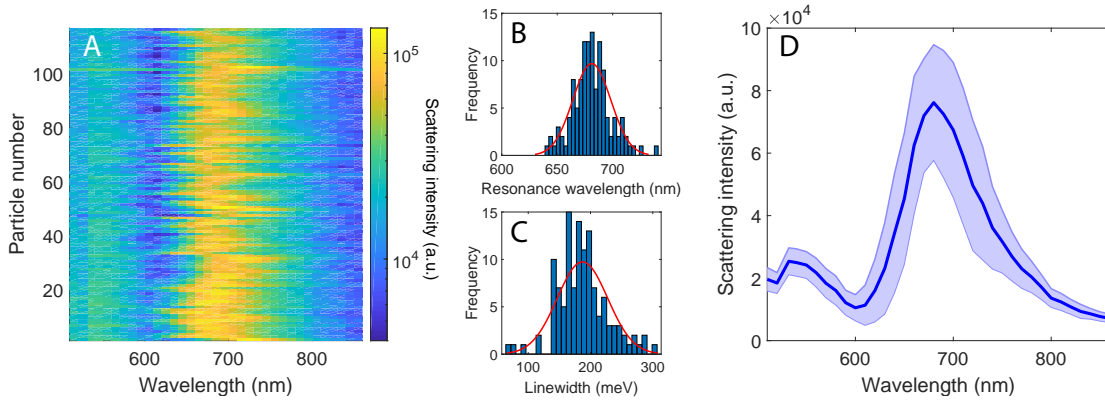 A
Particle number
120
100
80
60
40
20
600
700
800
Wavelength (nm)
10^5
10^4
Scattering intensity (a.u.)
B
Frequency
15
10
5
0
600
700
Resonance wavelength (nm)
C
Frequency
15
10
5
0
100
200
300
Linewidth (meV)
×10^4
D
Scattering intensity (a.u.)
10
8
6
4
2
0
600
700
800
Wavelength (nm)